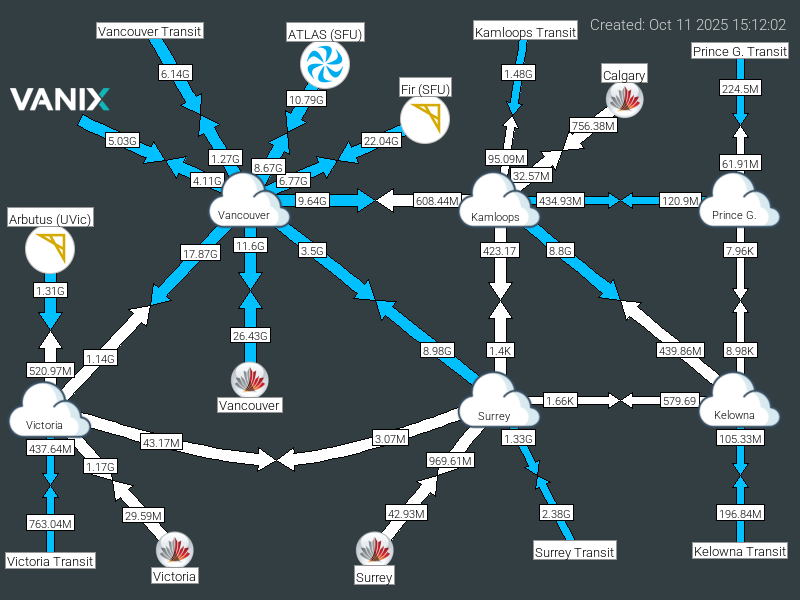 Created: Oct 11 2025 15:12:02
Vancouver Transit
ATLAS (SFU)
Kamloops Transit
Prince G. Transit
6.14G
1.48G
Calgary
Fir (SFU)
224.5M
VANIX
10.79G
756.38M
5.03G
22.04G
1.27G
95.09M
61.91M
8.67G
32.57M
4.11G
6.77G
9.64G
608.44M
434.93M
120.9M
Vancouver
Kamloops
Prince G.
Arbutus (UVic)
17.87G
11.6G
3.5G
423.17
8.8G
7.96K
1.31G
26.43G
1.14G
8.98G
1.4K
439.86M
8.98K
520.97M
Vancouver
1.66K
579.69
Victoria
Surrey
Kelowna
437.64M
43.17M
3.07M
1.33G
105.33M
1.17G
969.61M
763.04M
29.59M
42.93M
2.38G
196.84M
Victoria Transit
Victoria
Surrey
Surrey Transit
Kelowna Transit